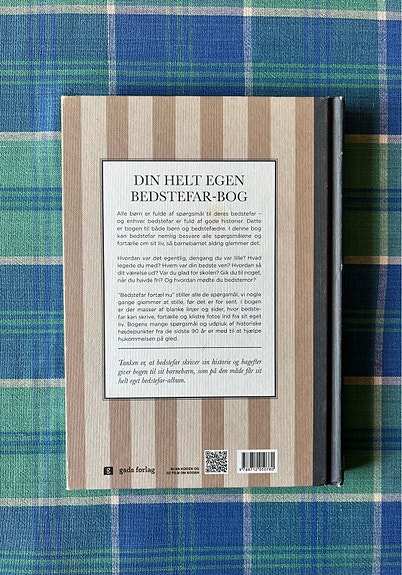 DIN HELT EGEN
BEDSTEFAR-BOG
Alle børn er fulde af spørgsmål til deres bedstefar –
og enhver bedstefar er fuld af gode historier. Dette
er bogen til både børn og bedstefædre. I denne bog
kan bedstefar nemlig besvare alle spørgsmålene og
fortælle om sit liv, så barnebarnet aldrig glemmer det.
Hvordan var det egentlig, dengang du var lille? Hvad
legede du med? Hvem var din bedste ven? Hvordan så
dit værelse ud? Var du glad for skolen? Gik du til noget,
når du havde fri? Og hvordan mødte du bedstemor?
"Bedstefar fortæl nu" stiller alle de spørgsmål, vi nogle
gange glemmer at stille, før det er for sent. I bogen
er der masser af blanke linjer og sider, hvor bedste-
far kan skrive, fortælle og klistre fotos ind fra sit eget
liv. Bogens mange spørgsmål og udpluk af historiske
højdepunkter fra de sidste 90 år er med til at hjælpe
hukommelsen på gled.
Tanken er, at bedstefar skriver sin historie og bagefter
giver bogen til sit barnebarn, som på den måde får sit
helt eget bedstefar-album.
g gads forlag
SCAN KODEN OG
SE FILM OM BOGEN